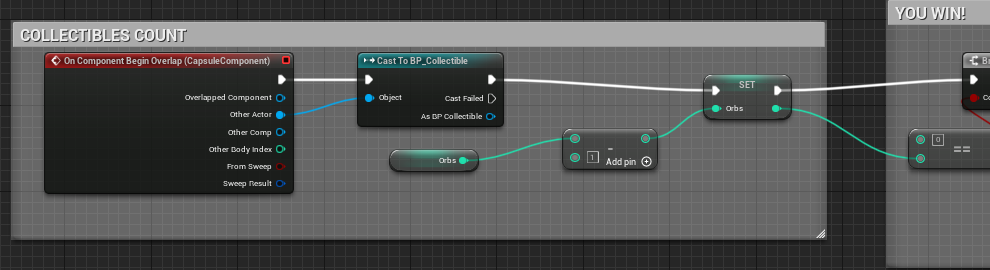 YOU WIN!
COLLECTIBLES COUNT
On Component Begin Overlap (CapsuleComponent)
Cast To BP_Collectible
Overlapped Component
Object
Cast Failed
SET
Other Actor
Orbs
As BP Collectible
Other Comp
Other Body Index
From Sweep
Sweep Result
Orbs
-
1
Add pin
0
==